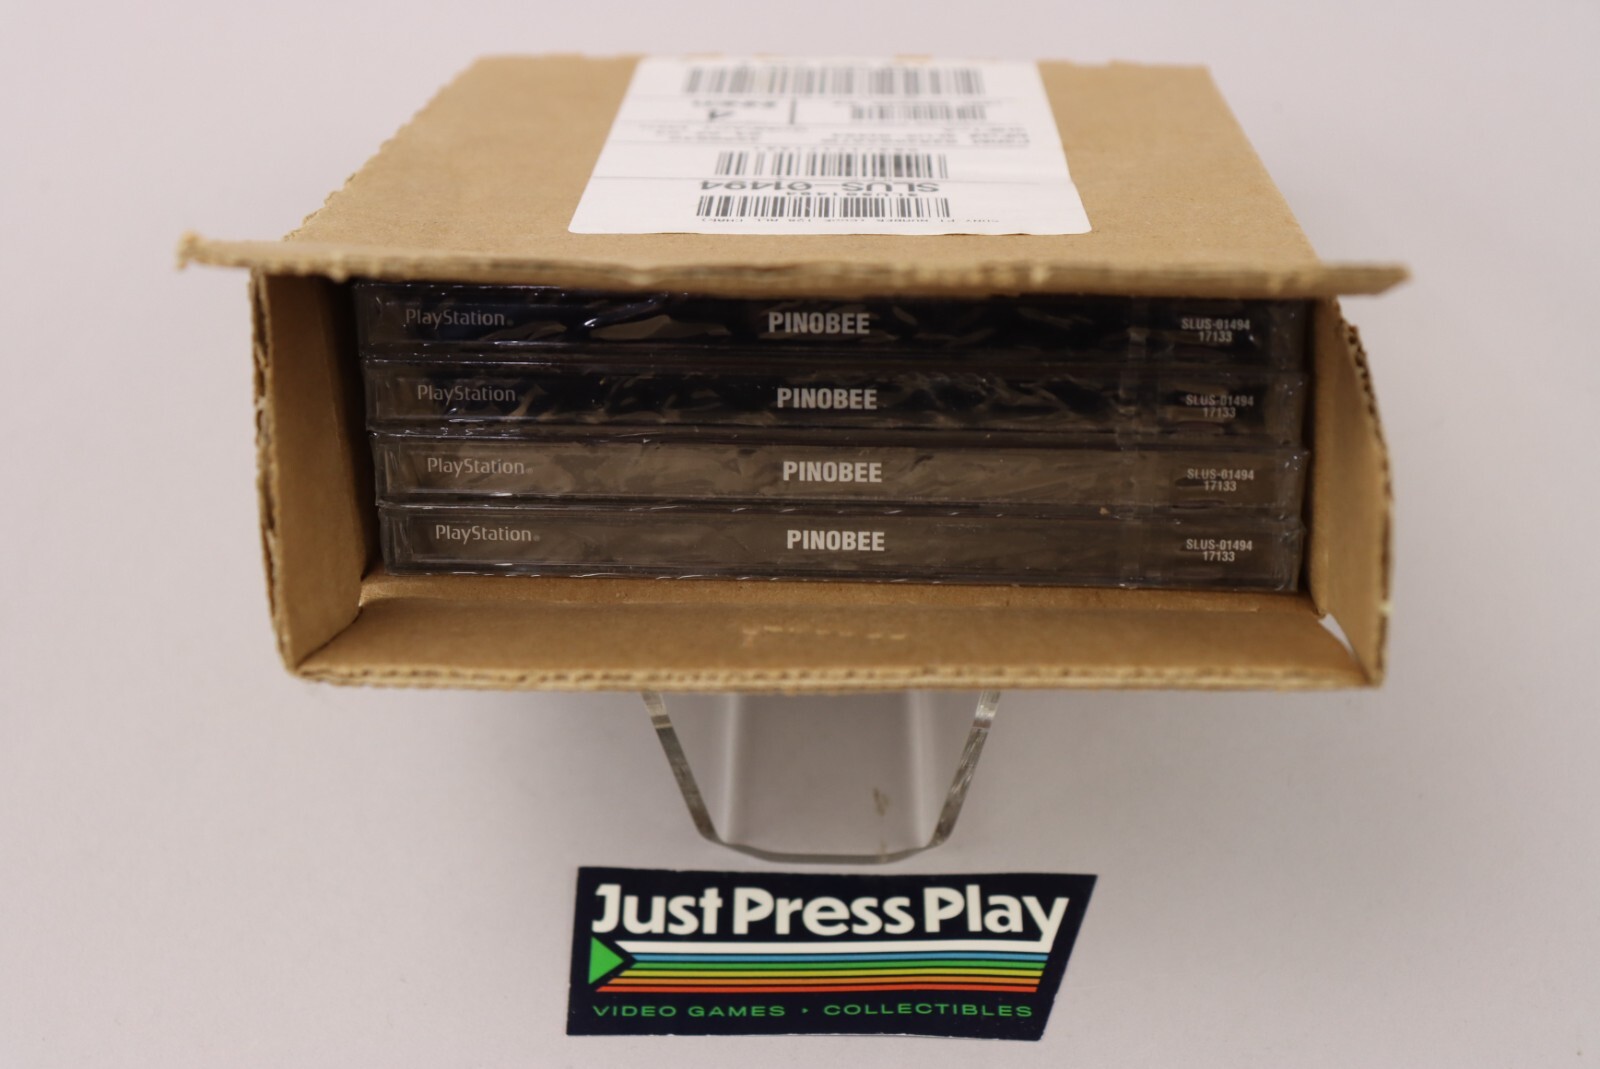 SLUS-01494
SLUS01494
PlayStation
PINOBEE
SLUS-01494
17133
PlayStation
PINOBEE
SLUS-01494
17133
PlayStation
PINOBEE
SLUS-01494
17133
PlayStation
PINOBEE
SLUS-01494
17133
Just Press Play
VIDEO GAMES • COLLECTIBLES